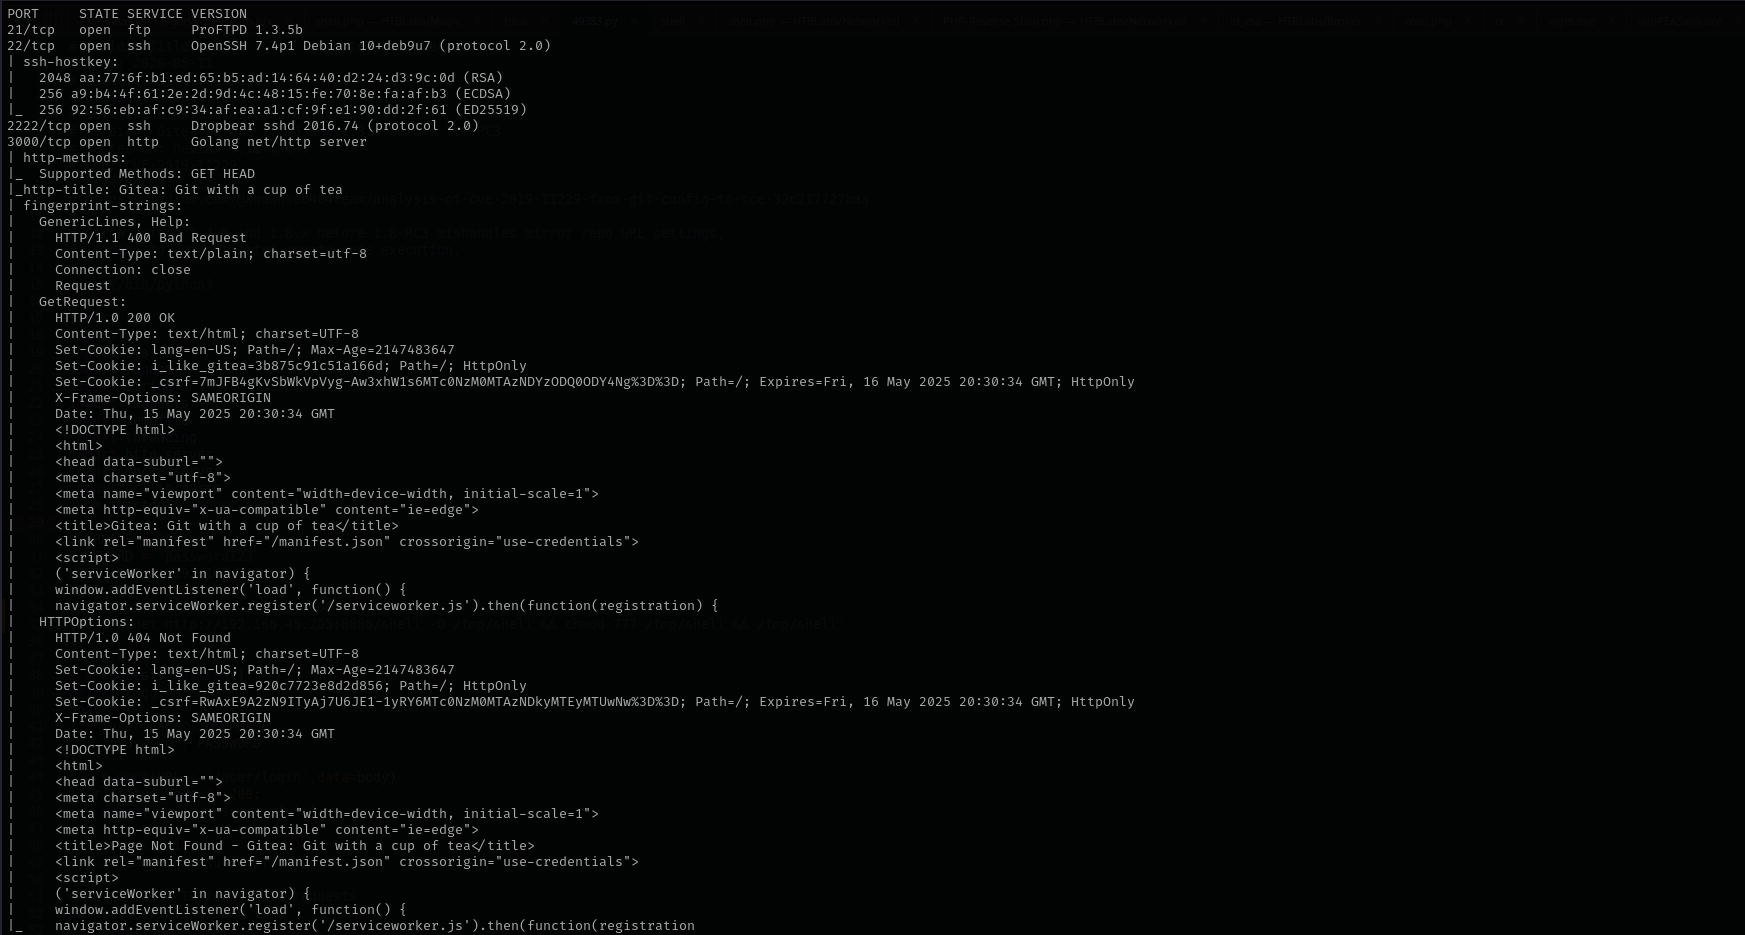 PORT     STATE SERVICE VERSION
21/tcp   open  ftp     ProFTPD 1.3.5b
22/tcp   open  ssh     OpenSSH 7.4p1 Debian 10+deb9u7 (protocol 2.0)
| ssh-hostkey:
|   2048 aa:77:6f:b1:ed:65:b5:ad:14:64:40:d2:24:d3:9c:0d (RSA)
|   256 a9:b4:4f:61:2e:2d:9d:4c:48:15:fe:70:8e:fa:af:b3 (ECDSA)
|_  256 92:56:eb:af:c9:34:af:ea:a1:cf:9f:e1:90:dd:2f:61 (ED25519)
2222/tcp open  ssh     Dropbear sshd 2016.74 (protocol 2.0)
3000/tcp open  http    Golang net/http server
| http-methods:
|_  Supported Methods: GET HEAD
|_http-title: Gitea: Git with a cup of tea
| fingerprint-strings:
|   GenericLines, Help:
|     HTTP/1.1 400 Bad Request
|     Content-Type: text/plain; charset=utf-8
|     Connection: close
|     Request
|   GetRequest:
|     HTTP/1.0 200 OK
|     Content-Type: text/html; charset=UTF-8
|     Set-Cookie: lang=en-US; Path=/; Max-Age=2147483647
|     Set-Cookie: i_like_gitea=3b875c91c51a166d; Path=/; HttpOnly
|     Set-Cookie: _csrf=7mJFB4gKvSbWkVpVyg-Aw3xhW1s6MTc0NzM0MTAzNDYzODQ0ODY4Ng%3D%3D; Path=/; Expires=Fri, 16 May 2025 20:30:34 GMT; HttpOnly
|     X-Frame-Options: SAMEORIGIN
|     Date: Thu, 15 May 2025 20:30:34 GMT
|     <!DOCTYPE html>
|     <html>
|     <head data-suburl="">
|     <meta charset="utf-8">
|     <meta name="viewport" content="width=device-width, initial-scale=1">
|     <meta http-equiv="x-ua-compatible" content="ie=edge">
|     <title>Gitea: Git with a cup of tea</title>
|     <link rel="manifest" href="/manifest.json" crossorigin="use-credentials">
|     <script>
|     ('serviceWorker' in navigator) {
|     window.addEventListener('load', function() {
|     navigator.serviceWorker.register('/serviceworker.js').then(function(registration) {
|   HTTPOptions:
|     HTTP/1.0 404 Not Found
|     Content-Type: text/html; charset=UTF-8
|     Set-Cookie: lang=en-US; Path=/; Max-Age=2147483647
|     Set-Cookie: i_like_gitea=920c7723e8d2d856; Path=/; HttpOnly
|     Set-Cookie: _csrf=RwAxE9A2zN9ITyAj7U6JE1-1yRY6MTc0NzM0MTAzNDkyMTEyMTUwNw%3D%3D; Path=/; Expires=Fri, 16 May 2025 20:30:34 GMT; HttpOnly
|     X-Frame-Options: SAMEORIGIN
|     Date: Thu, 15 May 2025 20:30:34 GMT
|     <!DOCTYPE html>
|     <html>
|     <head data-suburl="">
|     <meta charset="utf-8">
|     <meta name="viewport" content="width=device-width, initial-scale=1">
|     <meta http-equiv="x-ua-compatible" content="ie=edge">
|     <title>Page Not Found - Gitea: Git with a cup of tea</title>
|     <link rel="manifest" href="/manifest.json" crossorigin="use-credentials">
|     <script>
|     ('serviceWorker' in navigator) {
|     window.addEventListener('load', function() {
|_    navigator.serviceWorker.register('/serviceworker.js').then(function(registration